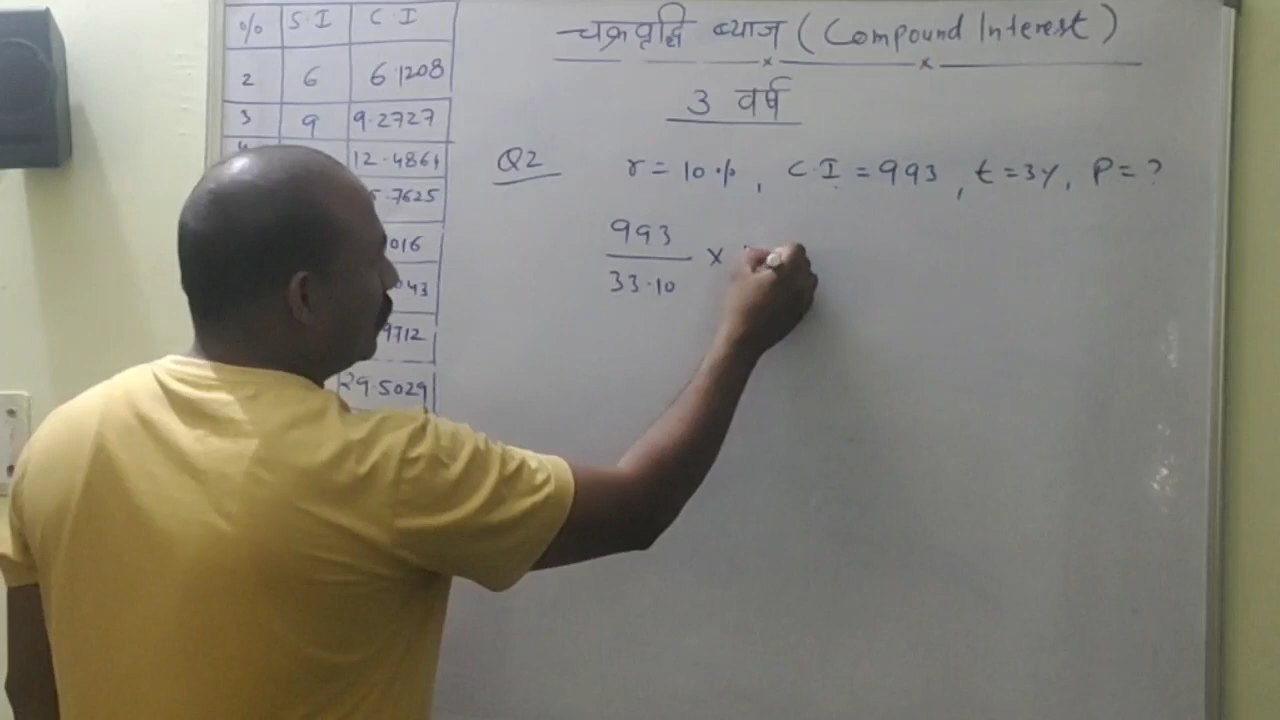 % S.I C.I
2 6 6.1208
3 9 9.2727
12.4864
.7625
016
043
9712
29.5029
चक्रवृद्धि ब्याज (Compound Interest)
3 वर्ष
Q2 r = 10%, C.I = 993, t = 3y, P = ?
993
33.10 ×